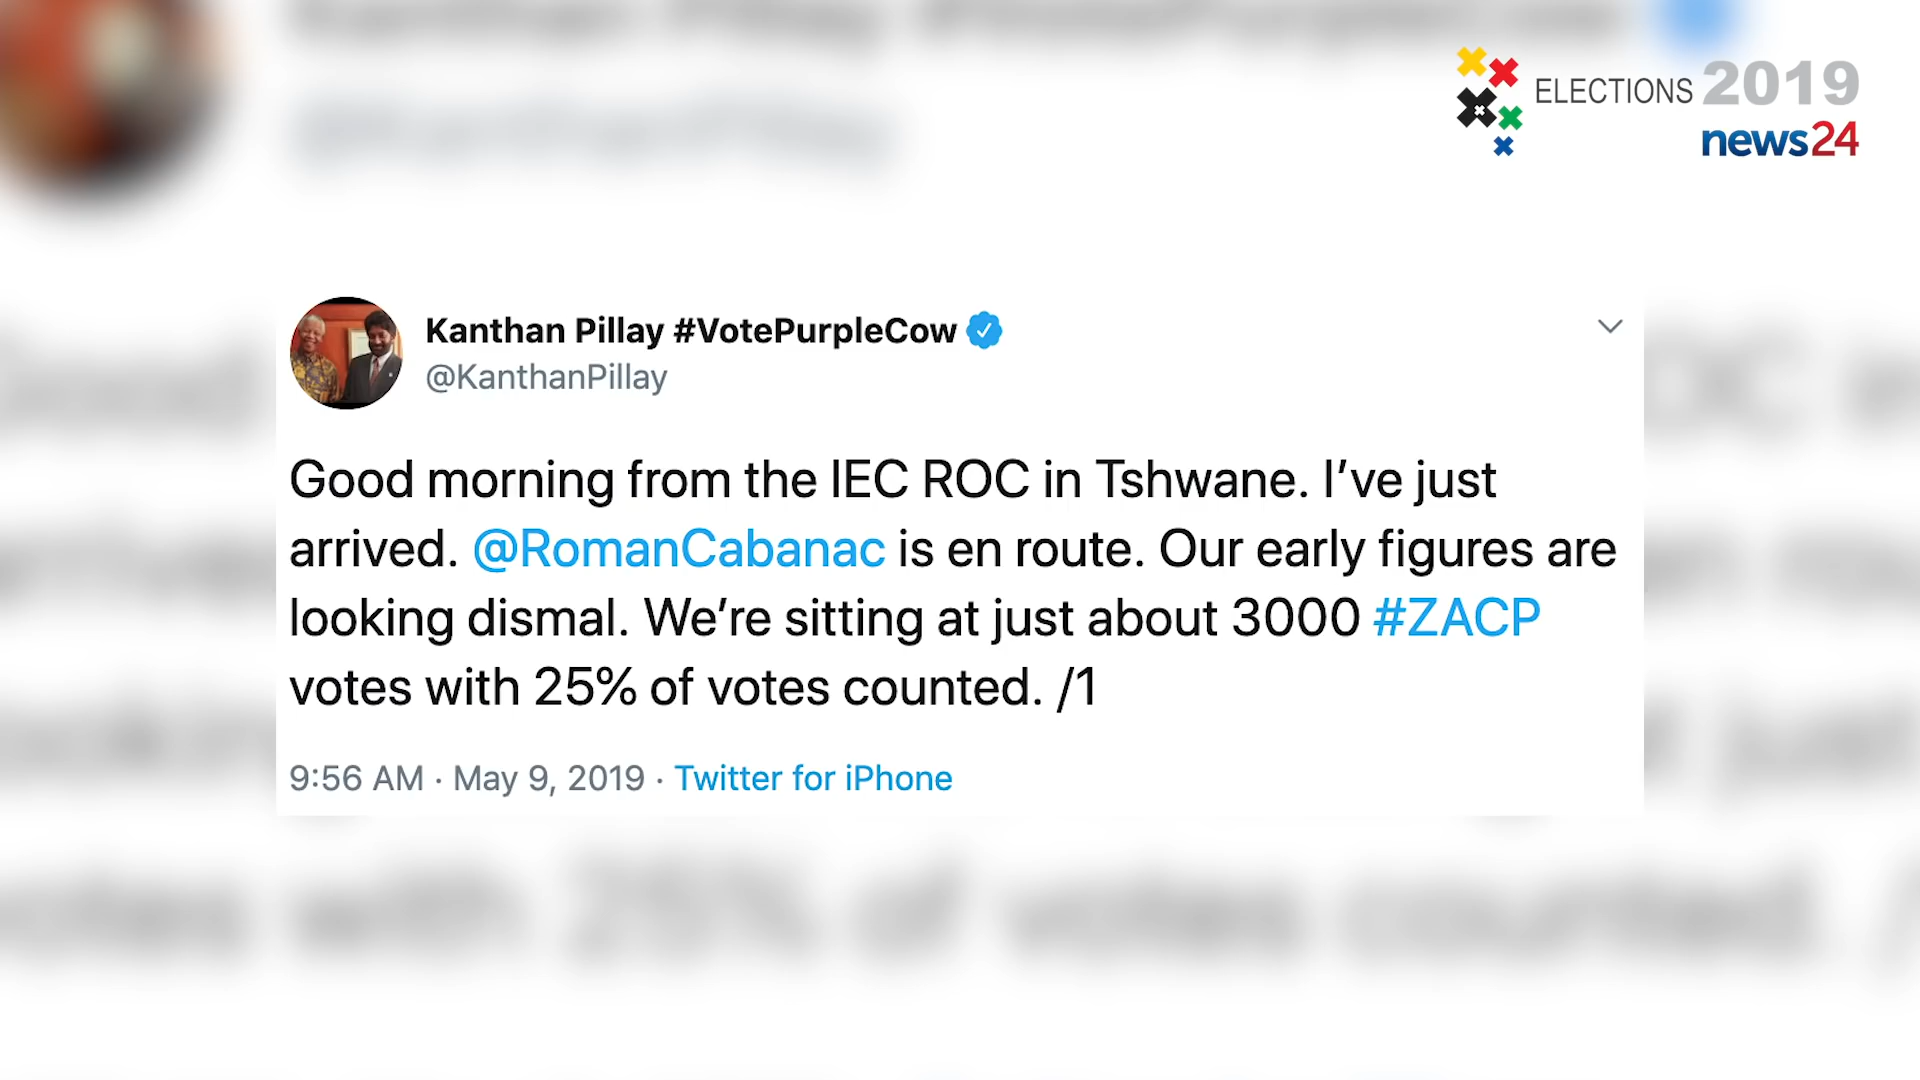 ELECTIONS 2019
news24
Kanthan Pillay #VotePurpleCow
@KanthanPillay
Good morning from the IEC ROC in Tshwane. I’ve just
arrived. @RomanCabanac is en route. Our early figures are
looking dismal. We’re sitting at just about 3000 #ZACP
votes with 25% of votes counted. /1
9:56 AM · May 9, 2019 · Twitter for iPhone